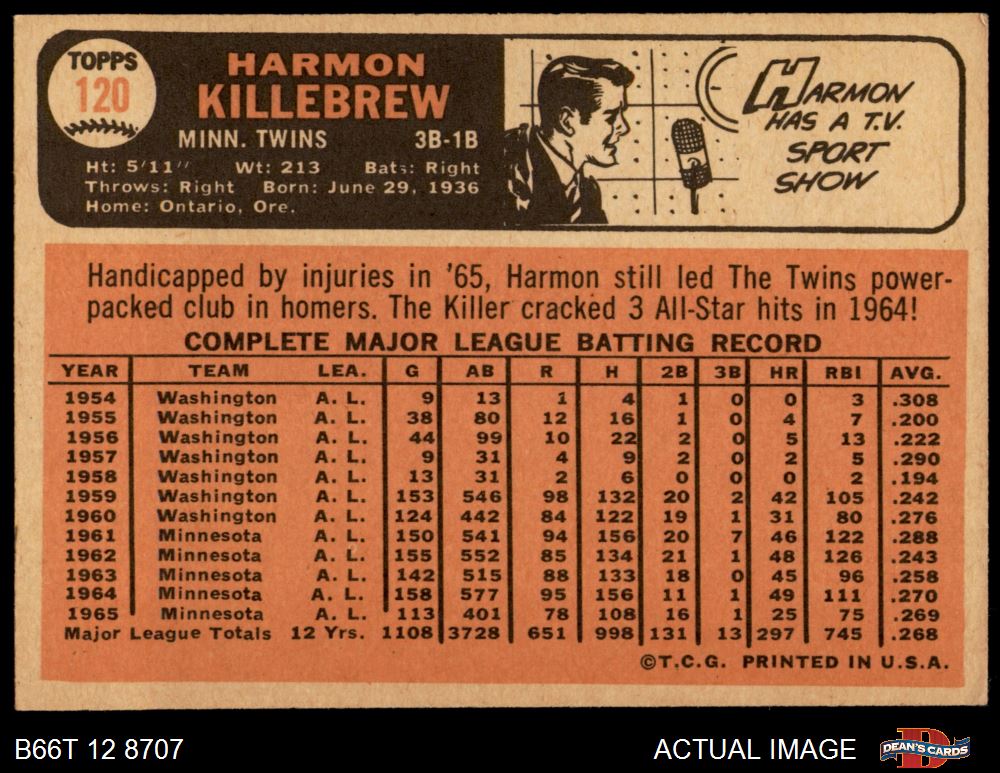 TOPPS
120
HARMON
KILLEBREW
MINN. TWINS 3B-1B
Ht: 5'11" Wt: 213 Bats: Right
Throws: Right Born: June 29, 1936
Home: Ontario, Ore.
HARMON
HAS A T.V.
SPORT
SHOW
Handicapped by injuries in '65, Harmon still led The Twins power-
packed club in homers. The Killer cracked 3 All-Star hits in 1964!
COMPLETE MAJOR LEAGUE BATTING RECORD
YEAR TEAM LEA. G AB R H 2B 3B HR RBI AVG.
1954 Washington A. L. 9 13 1 4 1 0 0 3 .308
1955 Washington A. L. 38 80 12 16 1 0 4 7 .200
1956 Washington A. L. 44 99 10 22 2 0 5 13 .222
1957 Washington A. L. 9 31 4 9 2 0 2 5 .290
1958 Washington A. L. 13 31 2 6 0 0 0 2 .194
1959 Washington A. L. 153 546 98 132 20 2 42 105 .242
1960 Washington A. L. 124 442 84 122 19 1 31 80 .276
1961 Minnesota A. L. 150 541 94 156 20 7 46 122 .288
1962 Minnesota A. L. 155 552 85 134 21 1 48 126 .243
1963 Minnesota A. L. 142 515 88 133 18 0 45 96 .258
1964 Minnesota A. L. 158 577 95 156 11 1 49 111 .270
1965 Minnesota A. L. 113 401 78 108 16 1 25 75 .269
Major League Totals 12 Yrs. 1108 3728 651 998 131 13 297 745 .268
©T.C.G. PRINTED IN U.S.A.
B66T 12 8707 ACTUAL IMAGE DEAN'S CARDS